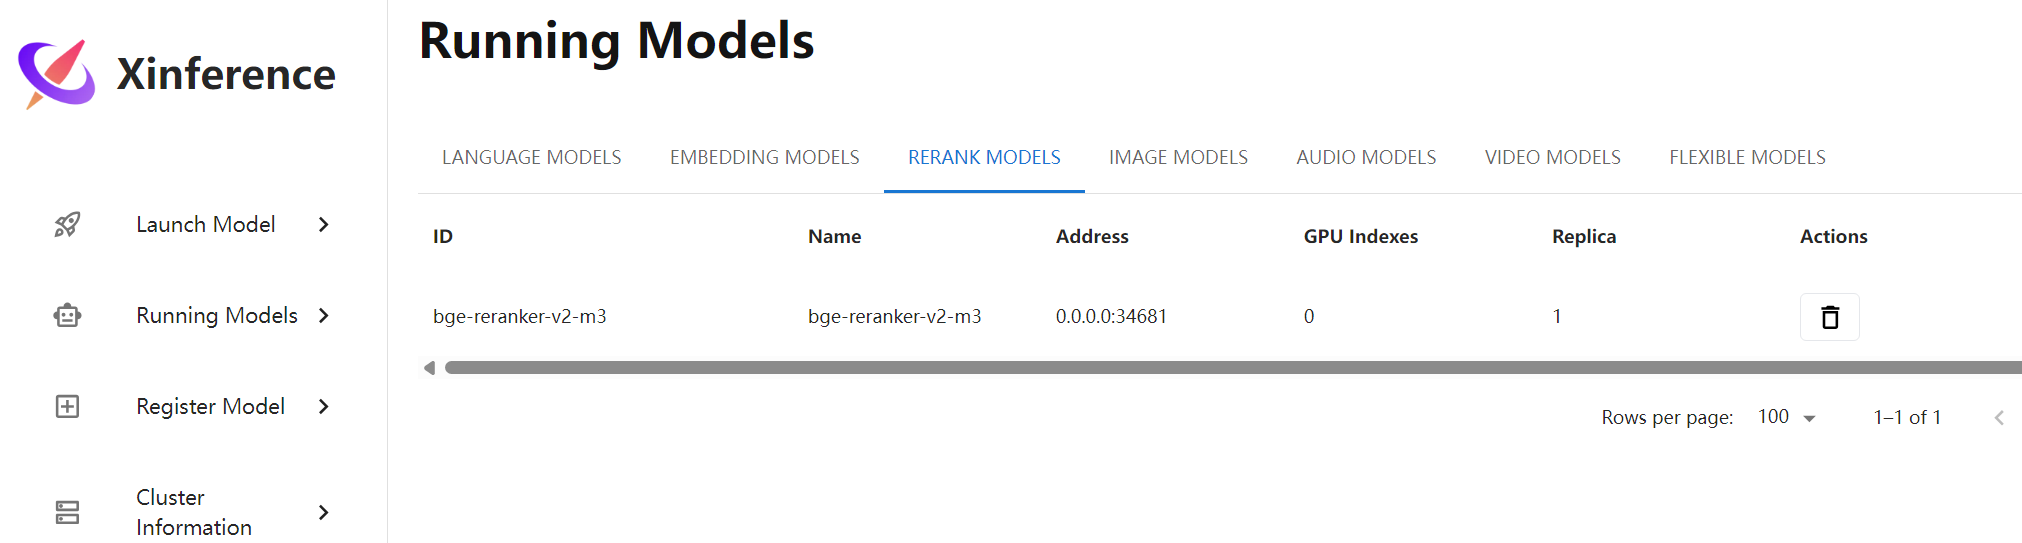 Xinference
Launch Model
Running Models
Register Model
Cluster
Information
Running Models
LANGUAGE MODELS EMBEDDING MODELS RERANK MODELS IMAGE MODELS AUDIO MODELS VIDEO MODELS FLEXIBLE MODELS
ID Name Address GPU Indexes Replica Actions
bge-reranker-v2-m3 bge-reranker-v2-m3 0.0.0.0:34681 0 1
Rows per page: 100 1–1 of 1